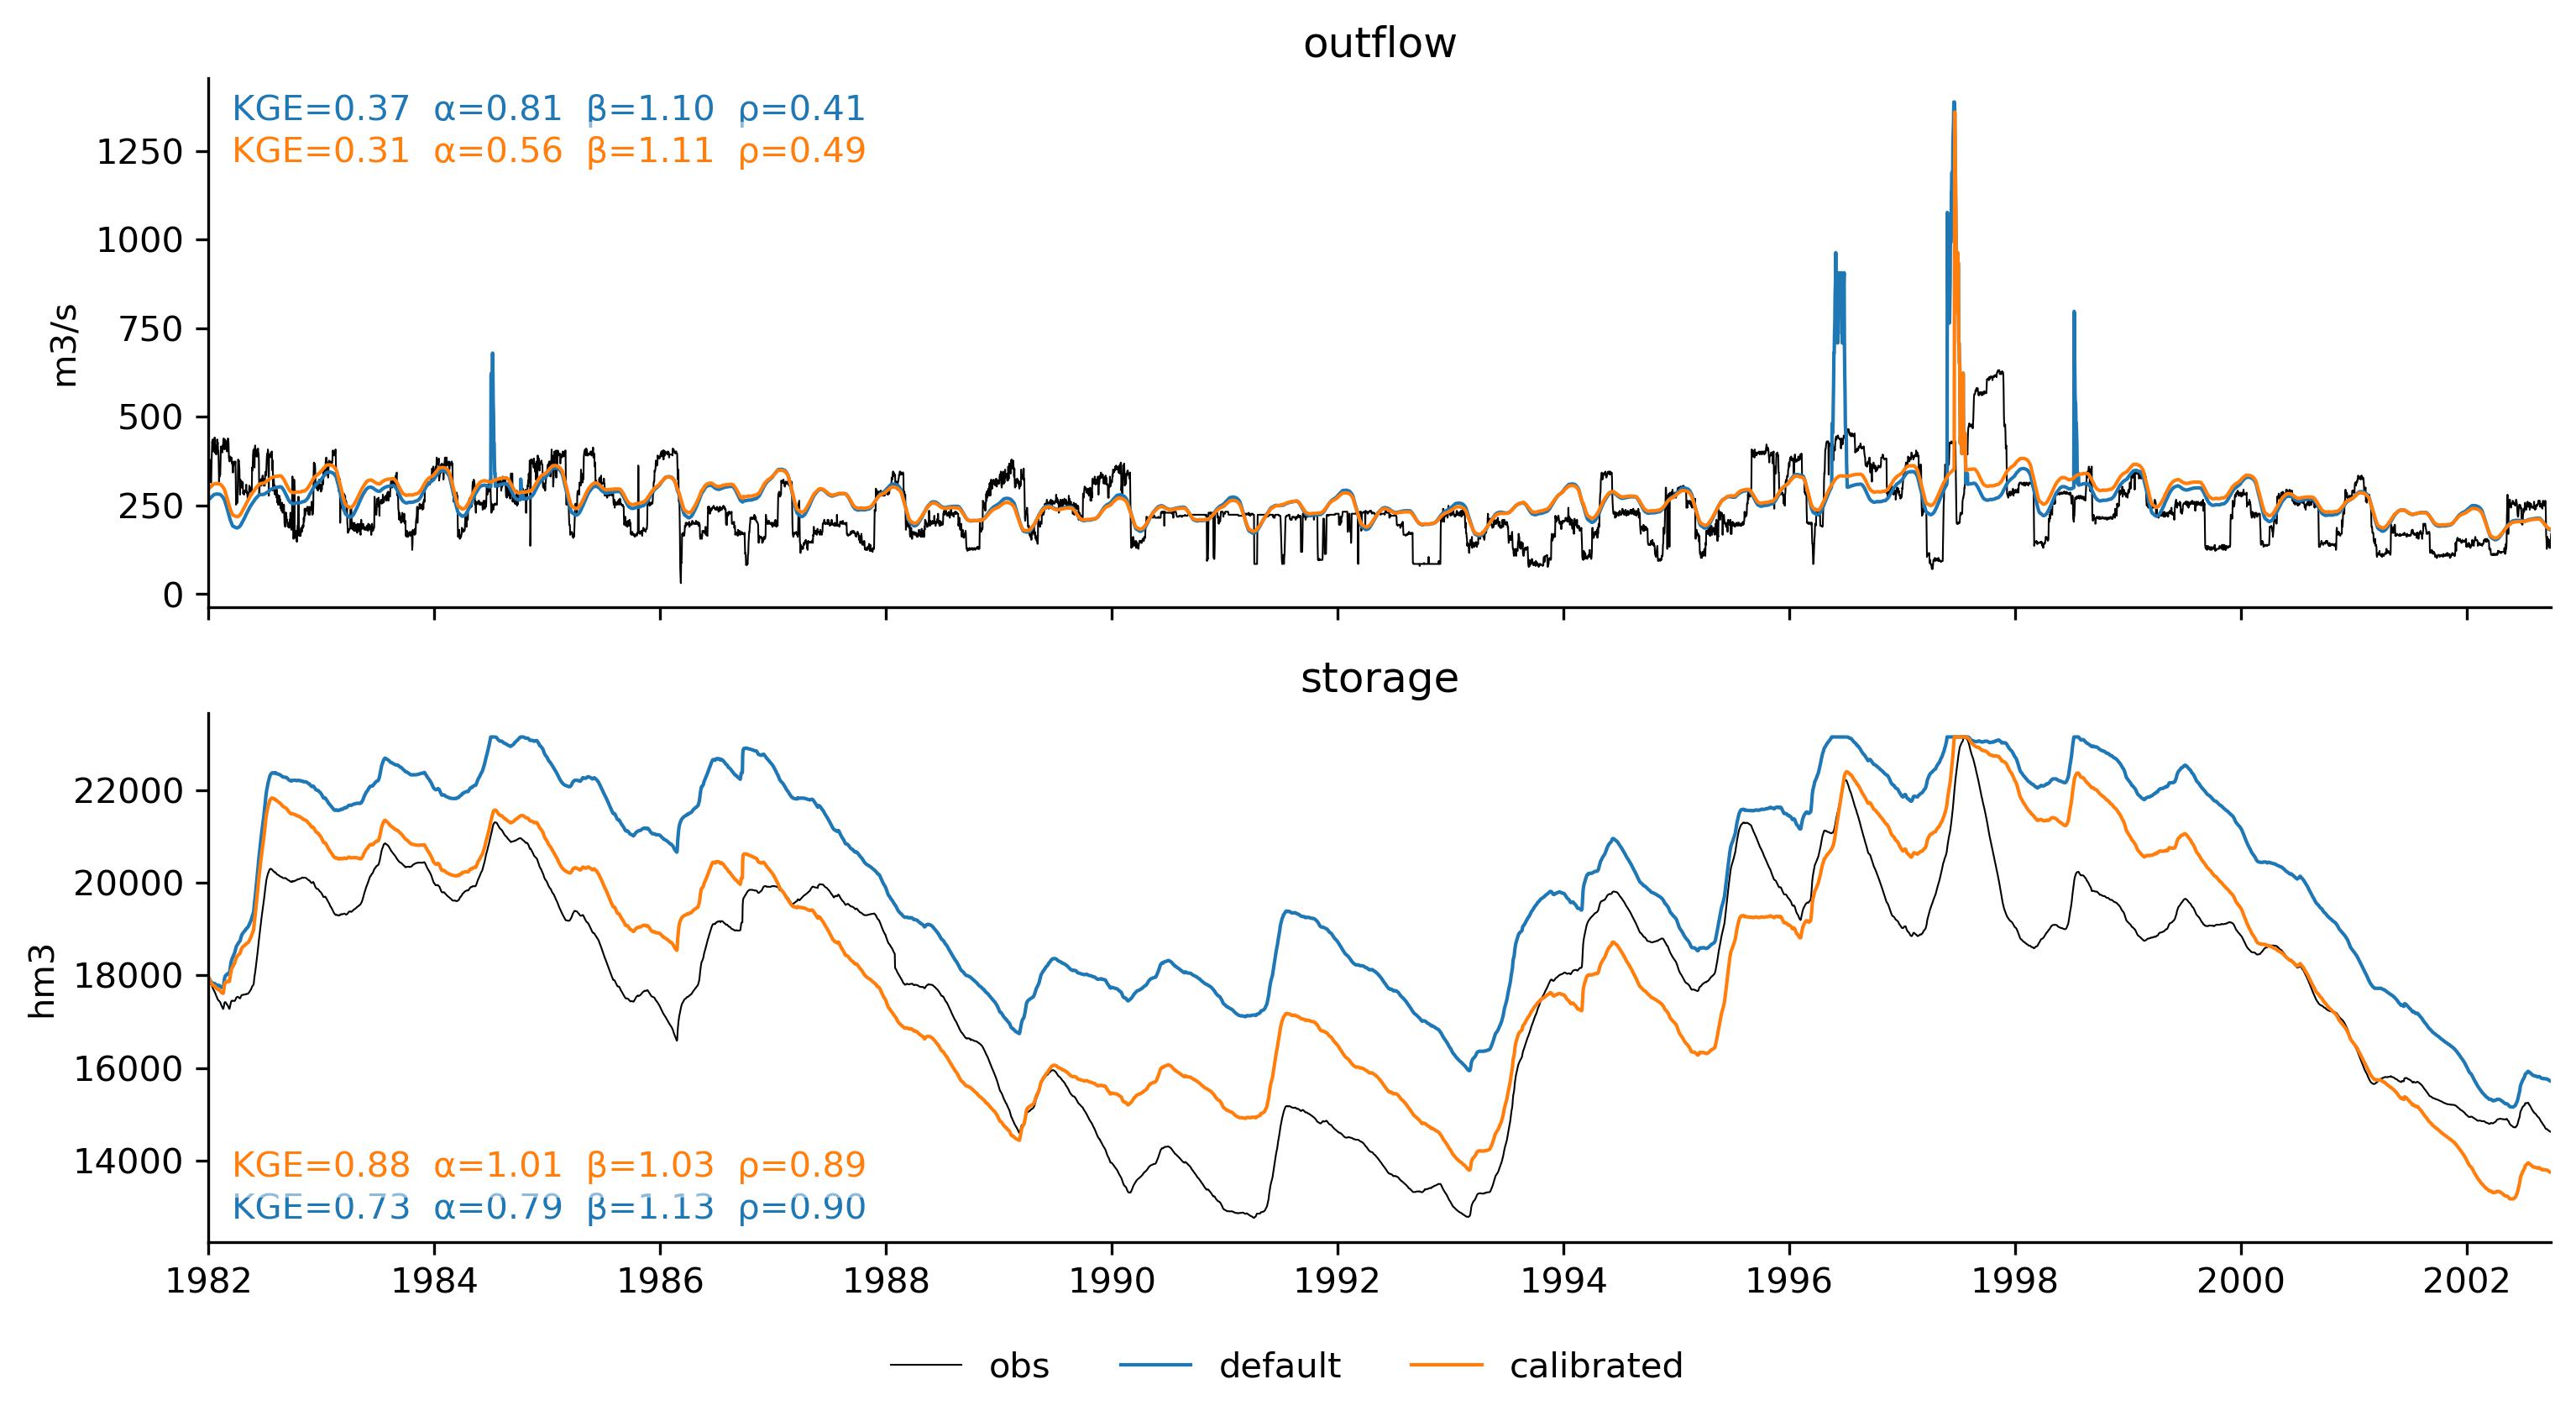 outflow
KGE=0.37 α=0.81 β=1.10 ρ=0.41
KGE=0.31 α=0.56 β=1.11 ρ=0.49
1250
1000
750
500
250
0
m3/s
storage
22000
20000
18000
16000
14000
hm3
KGE=0.88 α=1.01 β=1.03 ρ=0.89
KGE=0.73 α=0.79 β=1.13 ρ=0.90
1982 1984 1986 1988 1990 1992 1994 1996 1998 2000 2002
obs default calibrated